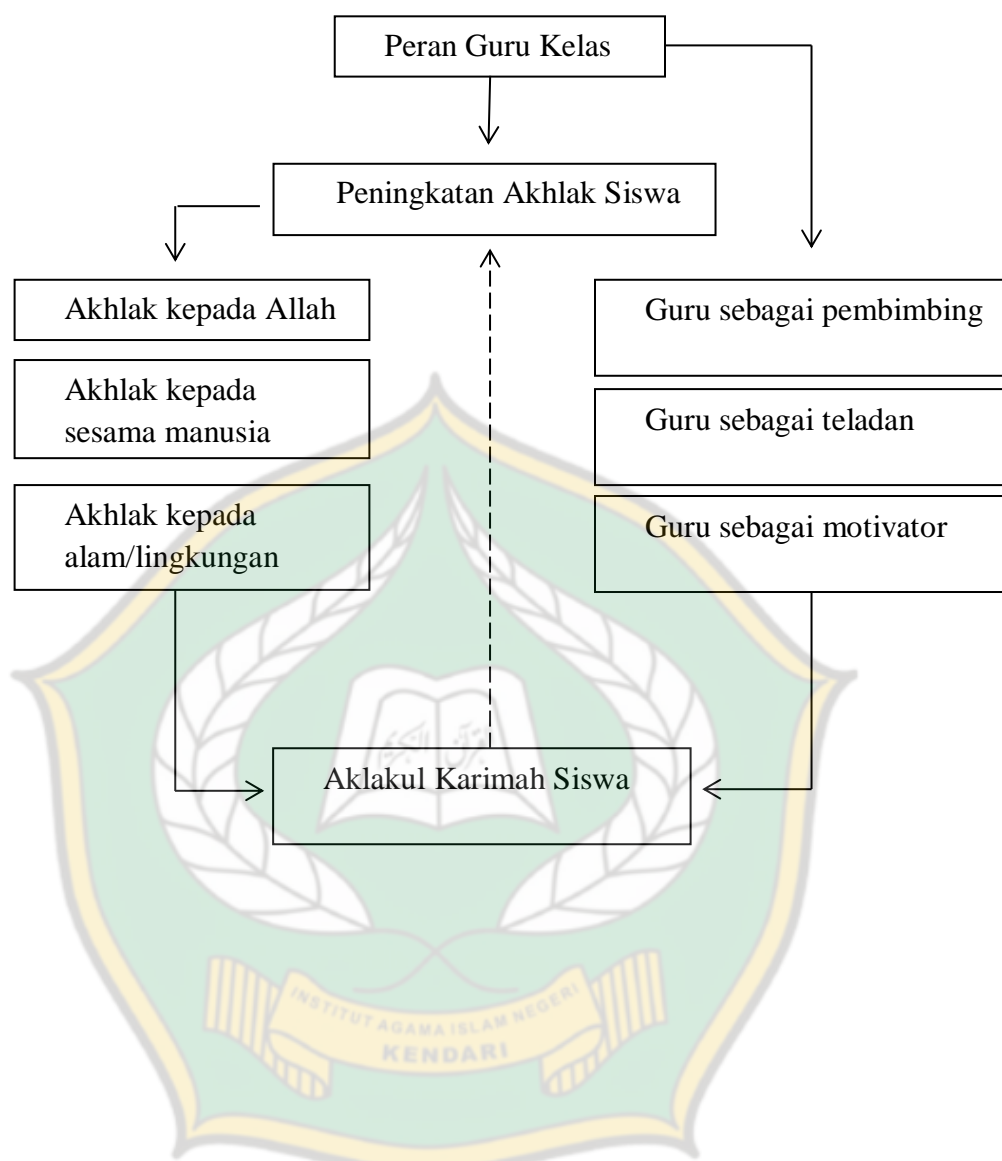 Peran Guru Kelas
Peningkatan Akhlak Siswa
Akhlak kepada Allah
Akhlak kepada
sesama manusia
Akhlak kepada
alam/lingkungan
Guru sebagai pembimbing
Guru sebagai teladan
Guru sebagai motivator
Aklakul Karimah Siswa
INSTITUT AGAMA ISLAM NEGERI
KENDARI